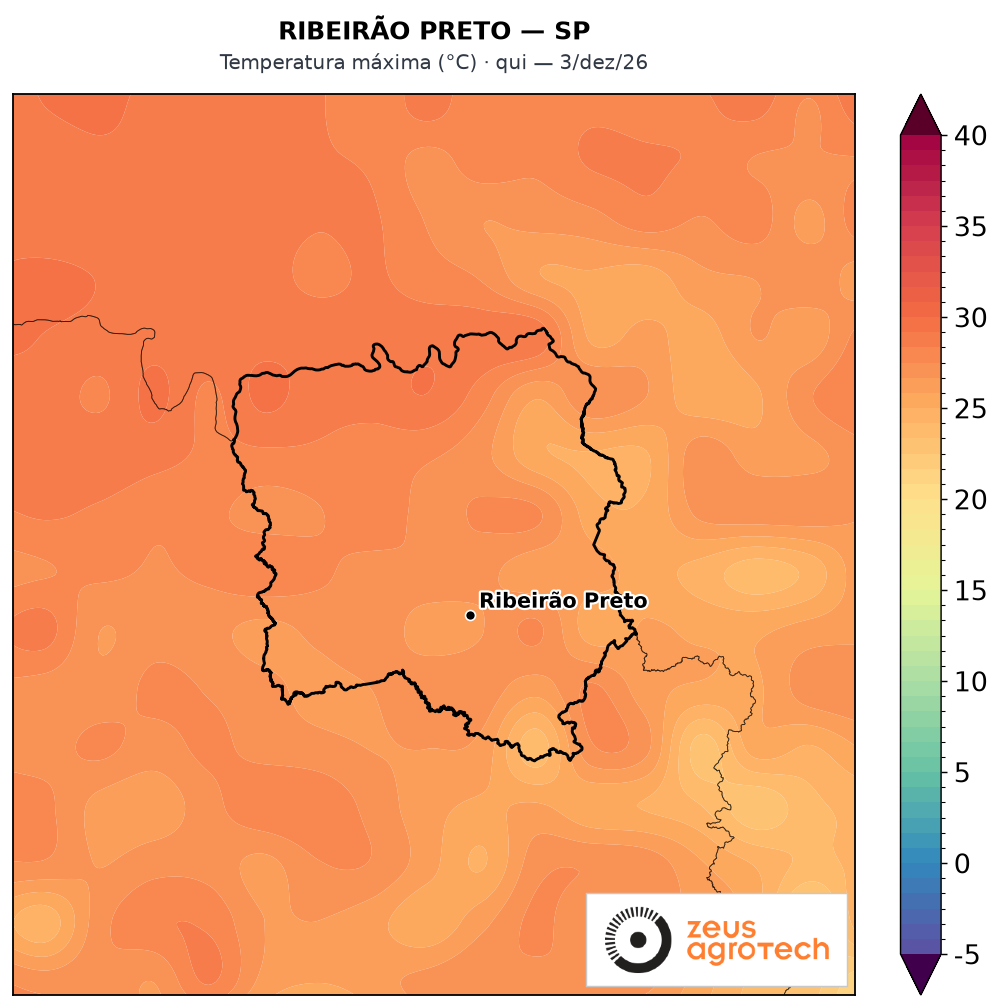 RIBEIRÃO PRETO — SP
Temperatura máxima (°C) · qui — 3/dez/26
40
35
30
25
20
15
10
5
0
-5
Ribeirão Preto
zeus
agrotech